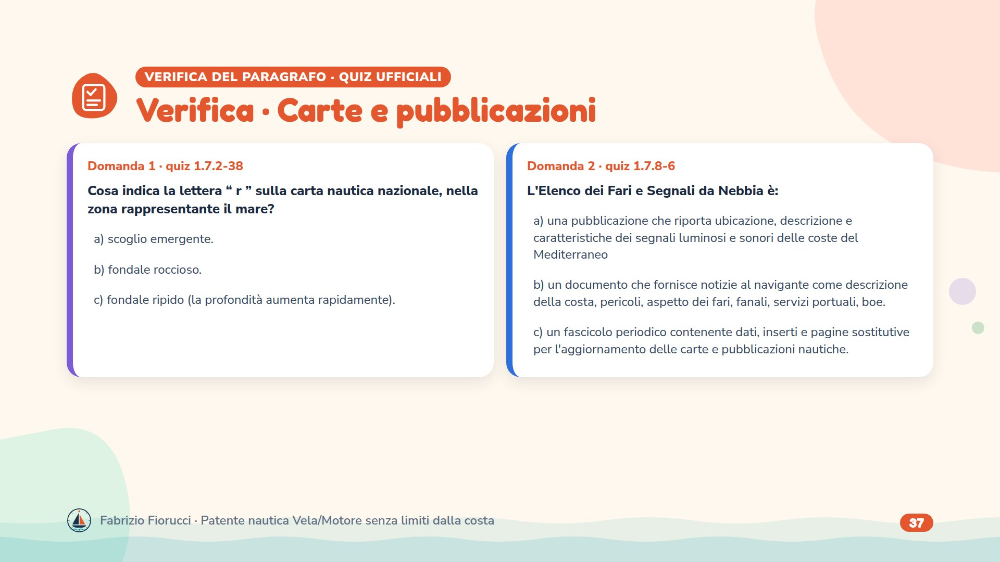 VERIFICA DEL PARAGRAFO · QUIZ UFFICIALI
Verifica · Carte e pubblicazioni
Domanda 1 · quiz 1.7.2-38
Cosa indica la lettera “ r ” sulla carta nautica nazionale, nella
zona rappresentante il mare?
a) scoglio emergente.
b) fondale roccioso.
c) fondale ripido (la profondità aumenta rapidamente).
Domanda 2 · quiz 1.7.8-6
L'Elenco dei Fari e Segnali da Nebbia è:
a) una pubblicazione che riporta ubicazione, descrizione e
caratteristiche dei segnali luminosi e sonori delle coste del
Mediterraneo
b) un documento che fornisce notizie al navigante come descrizione
della costa, pericoli, aspetto dei fari, fanali, servizi portuali, boe.
c) un fascicolo periodico contenente dati, inserti e pagine sostitutive
per l'aggiornamento delle carte e pubblicazioni nautiche.
Fabrizio Fiorucci · Patente nautica Vela/Motore senza limiti dalla costa
37